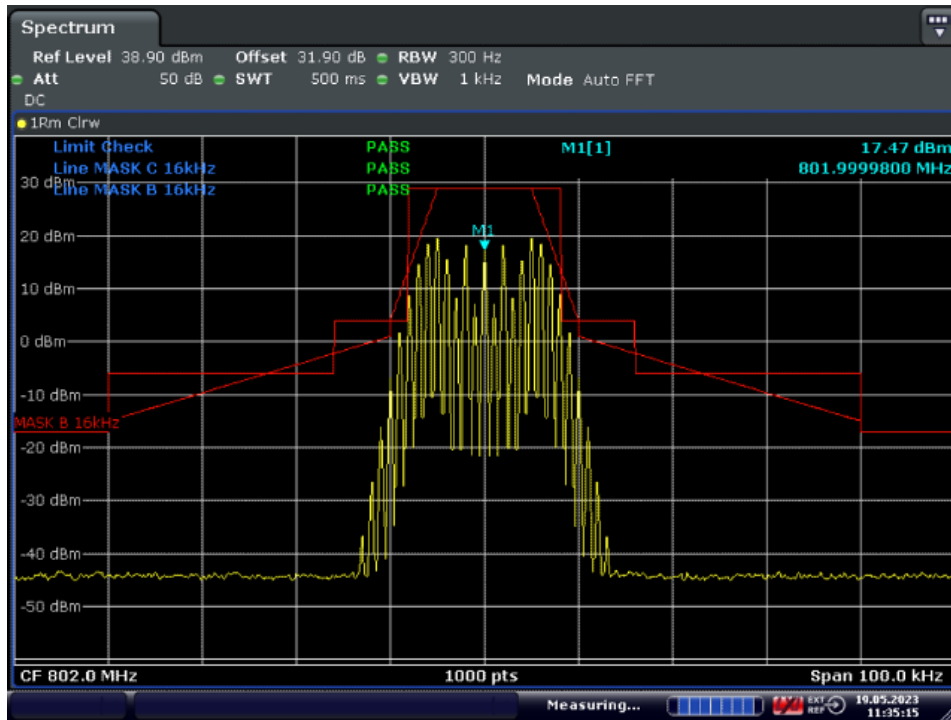 Spectrum
Ref Level 38.90 dBm Offset 31.90 dB RBW 300 Hz
Att 50 dB SWT 500 ms VBW 1 kHz Mode Auto FFT
DC
1Rm Clrw
Limit Check PASS M1[1] 17.47 dBm
Line MASK C 16kHz PASS 801.9999800 MHz
30 dBm Line MASK B 16kHz PASS
M1
20 dBm
10 dBm
0 dBm
-10 dBm
MASK B 16kHz
-20 dBm
-30 dBm
-40 dBm
-50 dBm
CF 802.0 MHz 1000 pts Span 100.0 kHz
Measuring... EXT REF 19.05.2023
11:35:15